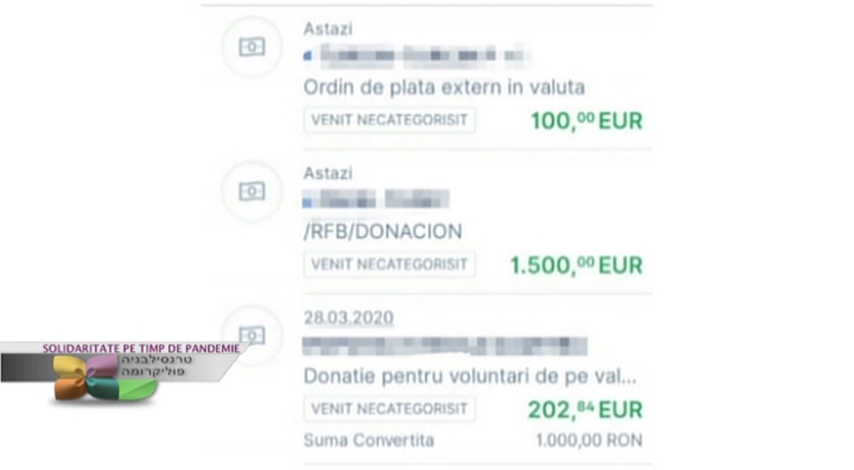 Astazi
Ordin de plata extern in valuta
VENIT NECATEGORISIT
100,00 EUR
Astazi
/RFB/DONACION
VENIT NECATEGORISIT
1.500,00 EUR
28.03.2020
Donatie pentru voluntari de pe val...
VENIT NECATEGORISIT
202,84 EUR
Suma Convertita
1.000,00 RON
SOLIDARITATE PE TIMP DE PANDEMIE
טרנסילבניה
פוליקרומה